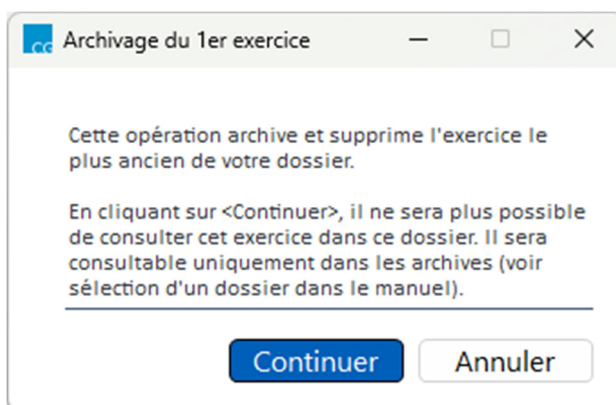 CG
Archivage du 1er exercice
Cette opération archive et supprime l'exercice le
plus ancien de votre dossier.
En cliquant sur <Continuer>, il ne sera plus possible
de consulter cet exercice dans ce dossier. Il sera
consultable uniquement dans les archives (voir
sélection d'un dossier dans le manuel).
Continuer
Annuler